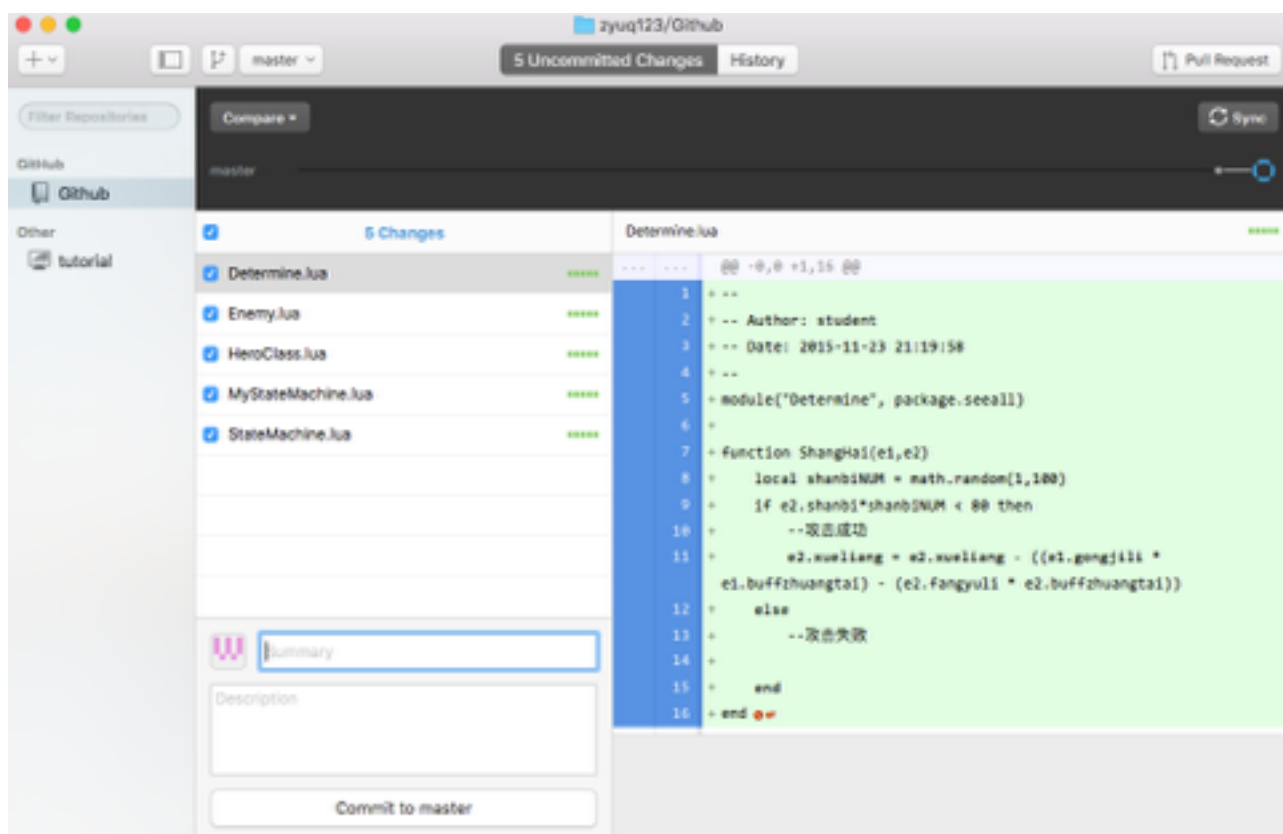 zyuq123/Github
master
5 Uncommitted Changes
History
Pull Request
Filter Repositories
Compare
Sync
GitHub
master
Github
Other
5 Changes
Determine.lua
tutorial
Determine.lua
@@ -0,0 +1,16 @@
Enemy.lua
HeroClass.lua
MyStateMachine.lua
StateMachine.lua
1 + --
2 + -- Author: student
3 + -- Date: 2015-11-23 21:19:58
4 + --
5 + module("Determine", package.seeall)
6 +
7 + function ShangHai(e1,e2)
8 + local shanbiNUM = math.random(1,100)
9 + if e2.shanbi*shanbiNUM < 80 then
10 + --攻击成功
11 + e2.xueliang = e2.xueliang - ((e1.gongjili *
e1.buffzhuangtai) - (e2.fangyuli * e2.buffzhuangtai))
12 + else
13 + --攻击失败
14 +
15 + end
16 + end
Summary
Description
Commit to master